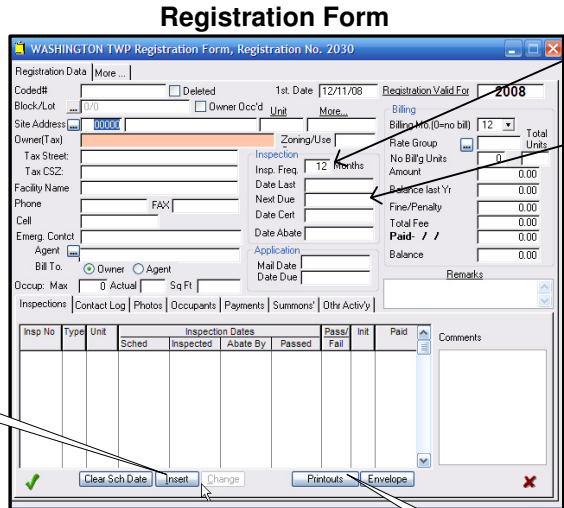 Registration Form
WASHINGTON TWP Registration Form, Registration No. 2030
Registration Data More ...
Coded# Deleted 1st. Date 12/11/08 Registration Valid For 2008
Block/Lot ... 0/0 Owner Occ'd Unit More... Billing
Site Address ... 00000 Billing Mo.(0=no bill) 12
Owner(Tax) Zoning/Use Rate Group ... Total Units
Tax Street: Inspection No Bill'g Units 0
Tax CSZ: Insp. Freq. 12 Months Amount 0.00
Facility Name Date Last Balance last Yr 0.00
Phone FAX Next Due Fine/Penalty 0.00
Cell Date Cert Total Fee 0.00
Emerg. Contct Date Abate Paid- / / 0.00
Agent ... Application Balance 0.00
Bill To. Owner Agent Mail Date Remarks
Occup: Max 0 Actual Sq Ft Date Due
Inspections Contact Log Photos Occupants Payments Summons' Othr Activ'y
Insp No Type Unit Inspection Dates Pass/ Init Paid Comments
Sched Inspected Abate By Passed Fail
Clear Sch Date Insert Change Printouts Envelope